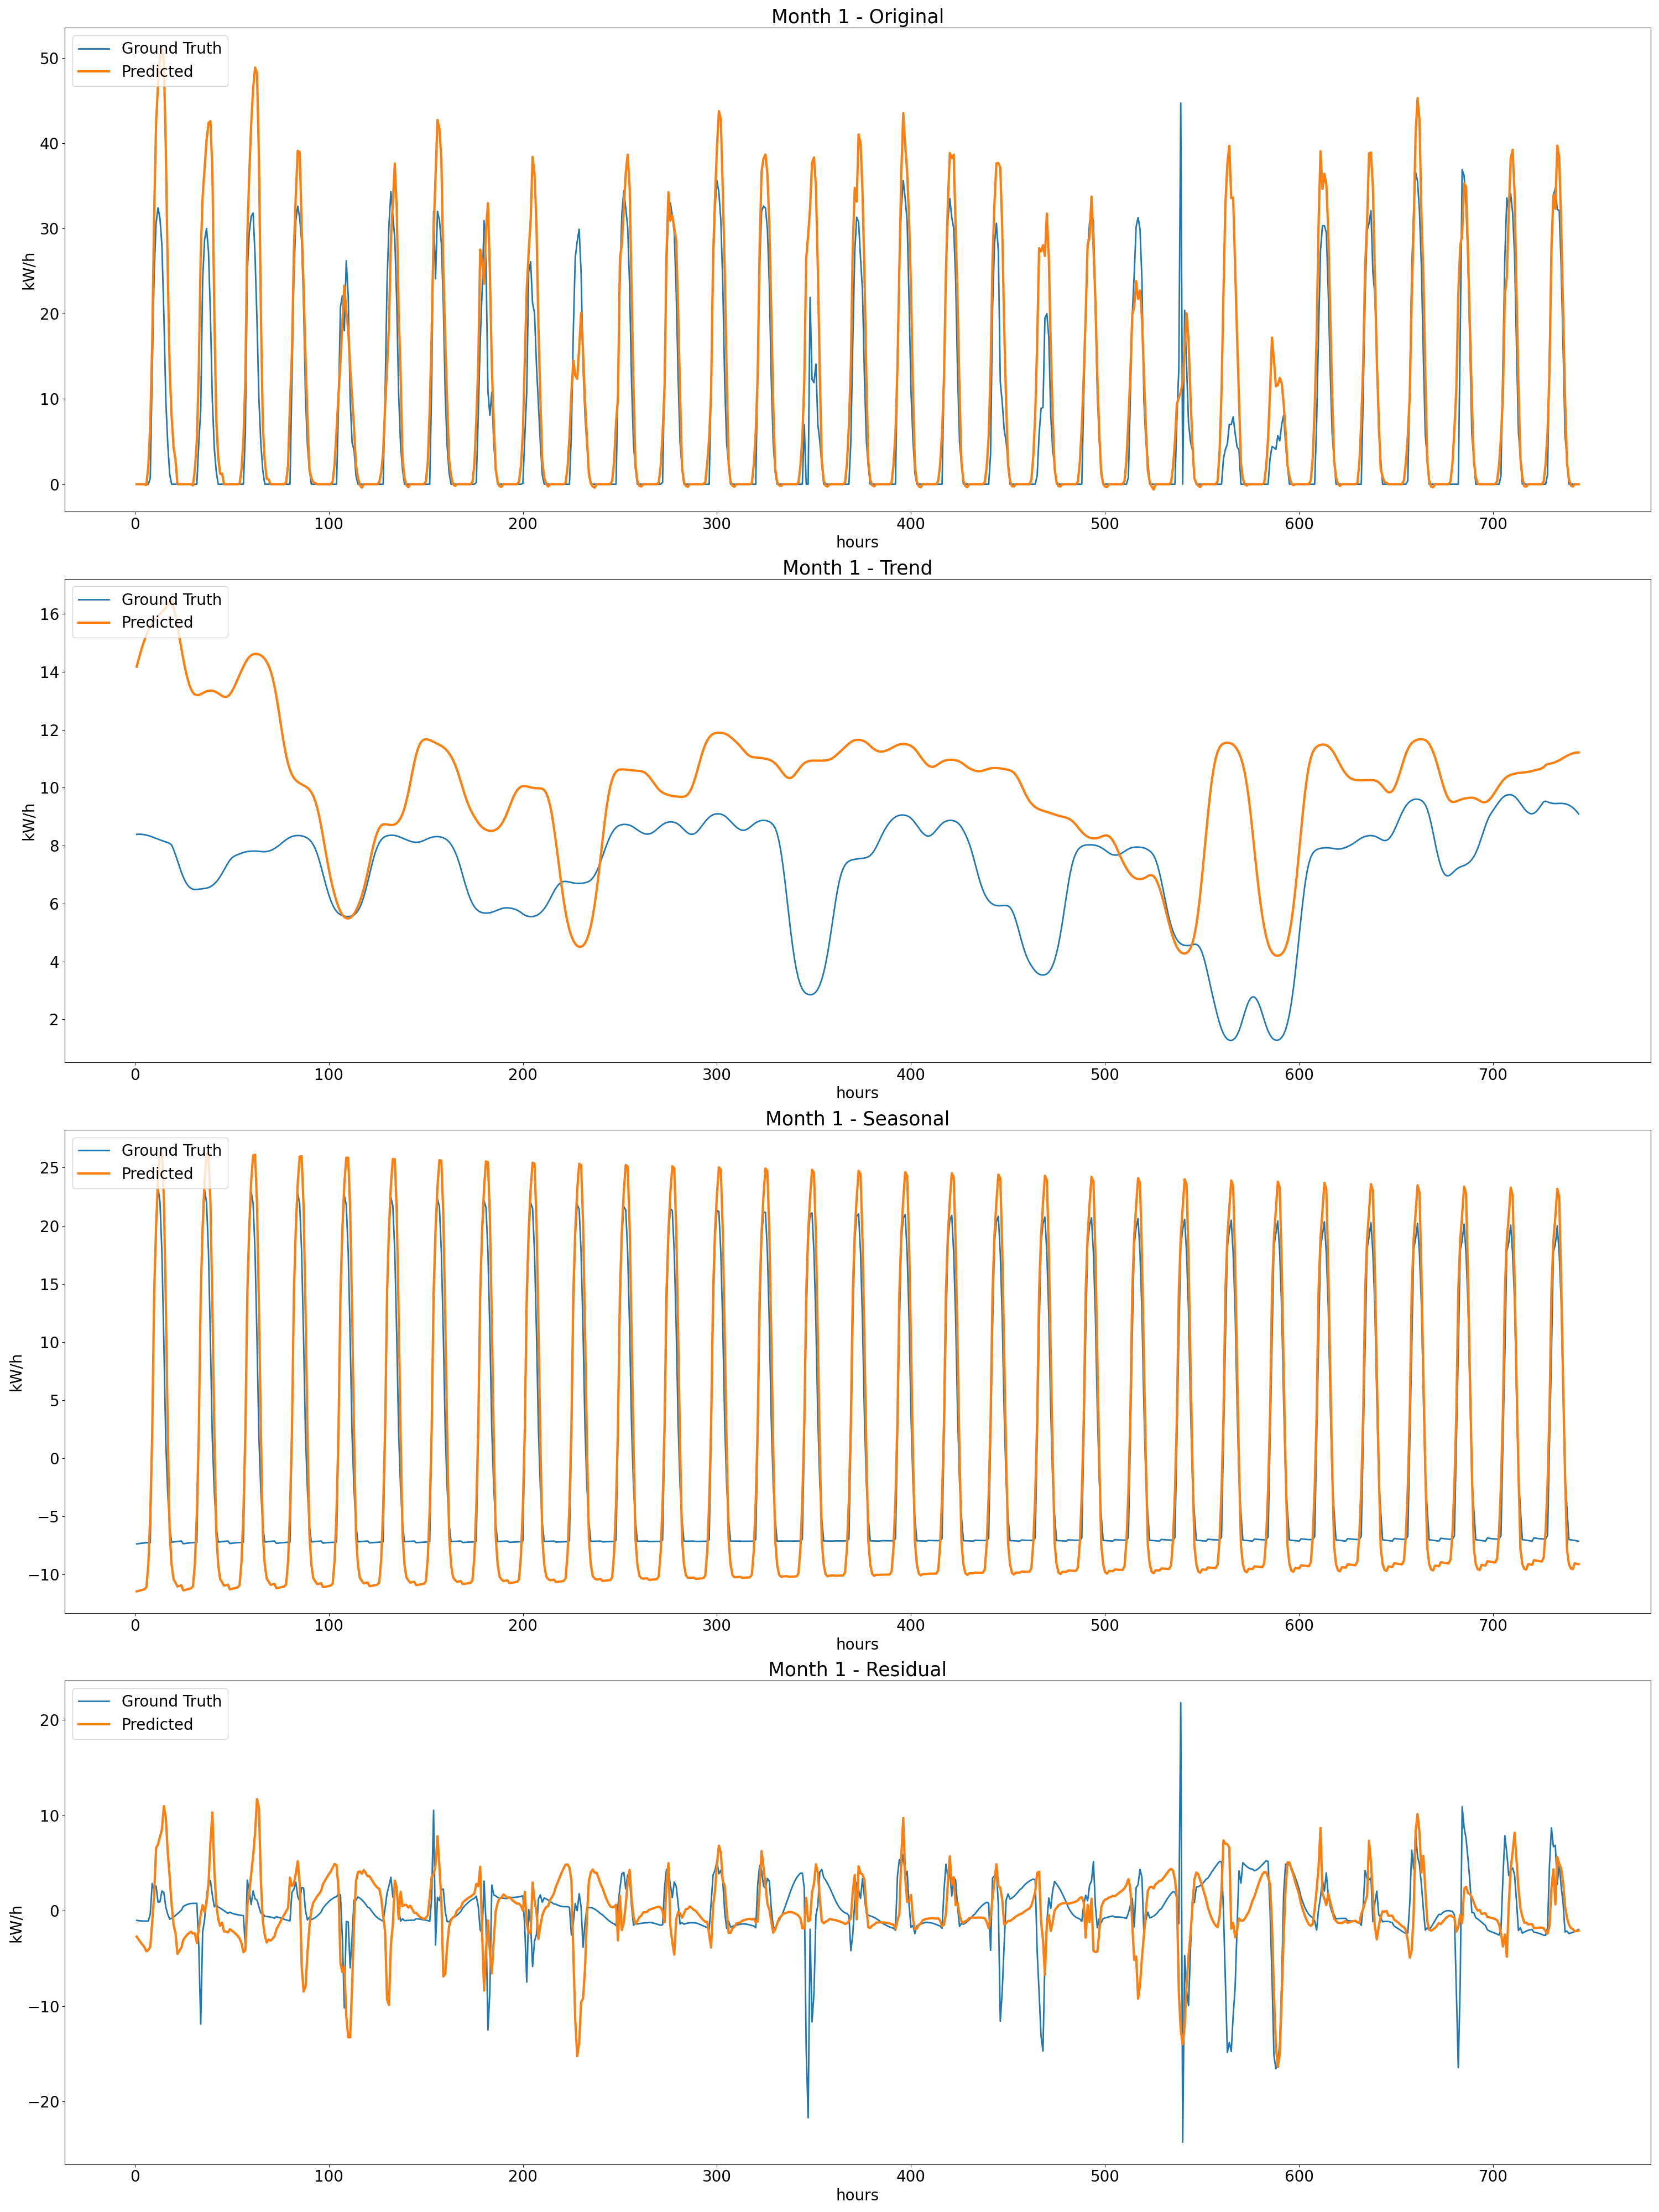 Month 1 - Original
Ground Truth
Predicted
50
40
30
20
10
0
kW/h
0 100 200 300 400 500 600 700
hours
Month 1 - Trend
Ground Truth
Predicted
16
14
12
10
8
6
4
2
kW/h
0 100 200 300 400 500 600 700
hours
Month 1 - Seasonal
Ground Truth
Predicted
25
20
15
10
5
0
−5
−10
kW/h
0 100 200 300 400 500 600 700
hours
Month 1 - Residual
Ground Truth
Predicted
20
10
0
−10
−20
kW/h
0 100 200 300 400 500 600 700
hours